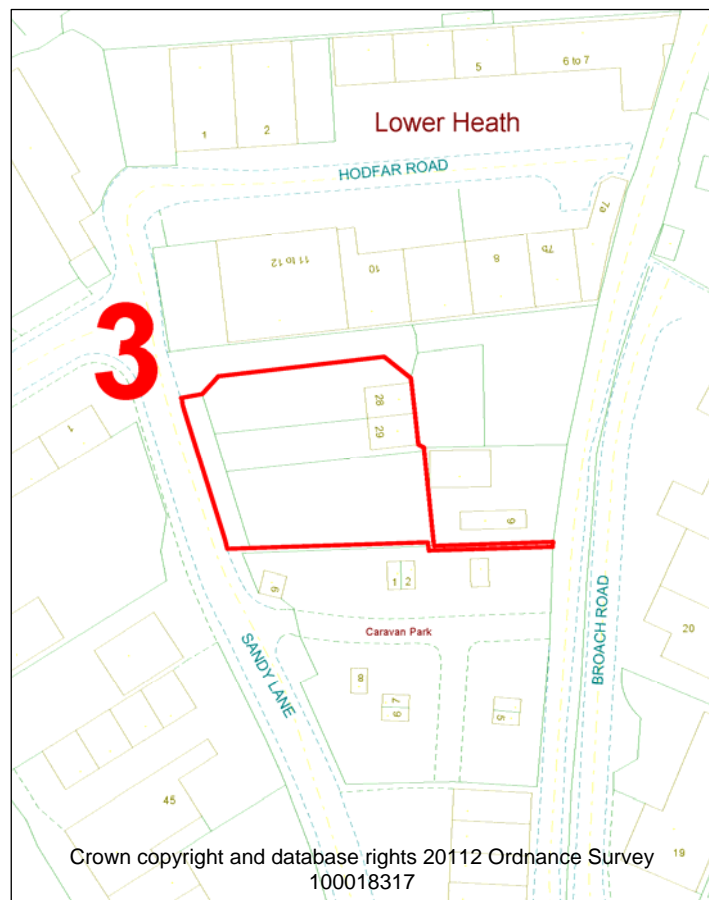 5
6 to 7
1
2
Lower Heath
HODFAR ROAD
7a
11 to 12
10
8
7b
3
28
29
1
9
6
1
2
Caravan Park
SANDY LANE
BROACH ROAD
20
8
7
6
5
45
19
Crown copyright and database rights 20112 Ordnance Survey
100018317